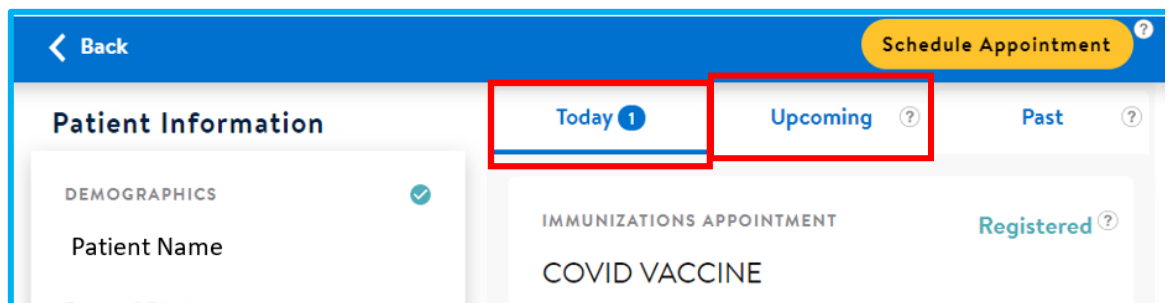 Back
Schedule Appointment ?
Patient Information
Today 1
Upcoming ?
Past ?
DEMOGRAPHICS
Patient Name
IMMUNIZATIONS APPOINTMENT
Registered ?
COVID VACCINE